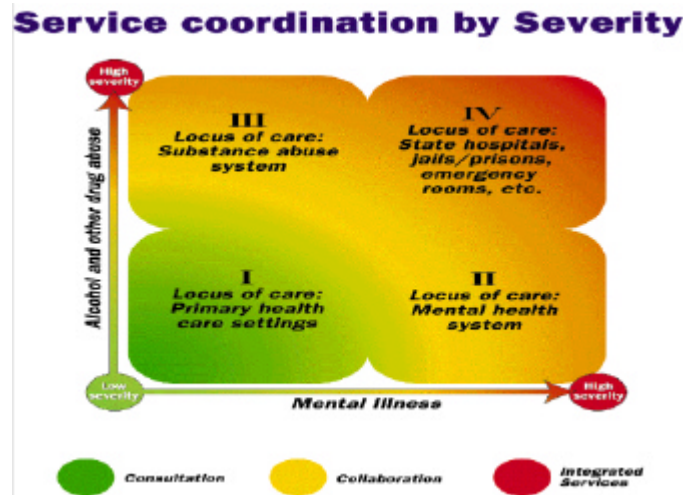 Service coordination by Severity
High
severity
III
Locus of care:
Substance abuse
system
IV
Locus of care:
State hospitals,
jails/prisons,
emergency
rooms, etc.
Alcohol and other drug abuse
I
Locus of care:
Primary health
care settings
II
Locus of care:
Mental health
system
Low
severity
Mental Illness
High
severity
Consultation
Collaboration
Integrated
Services